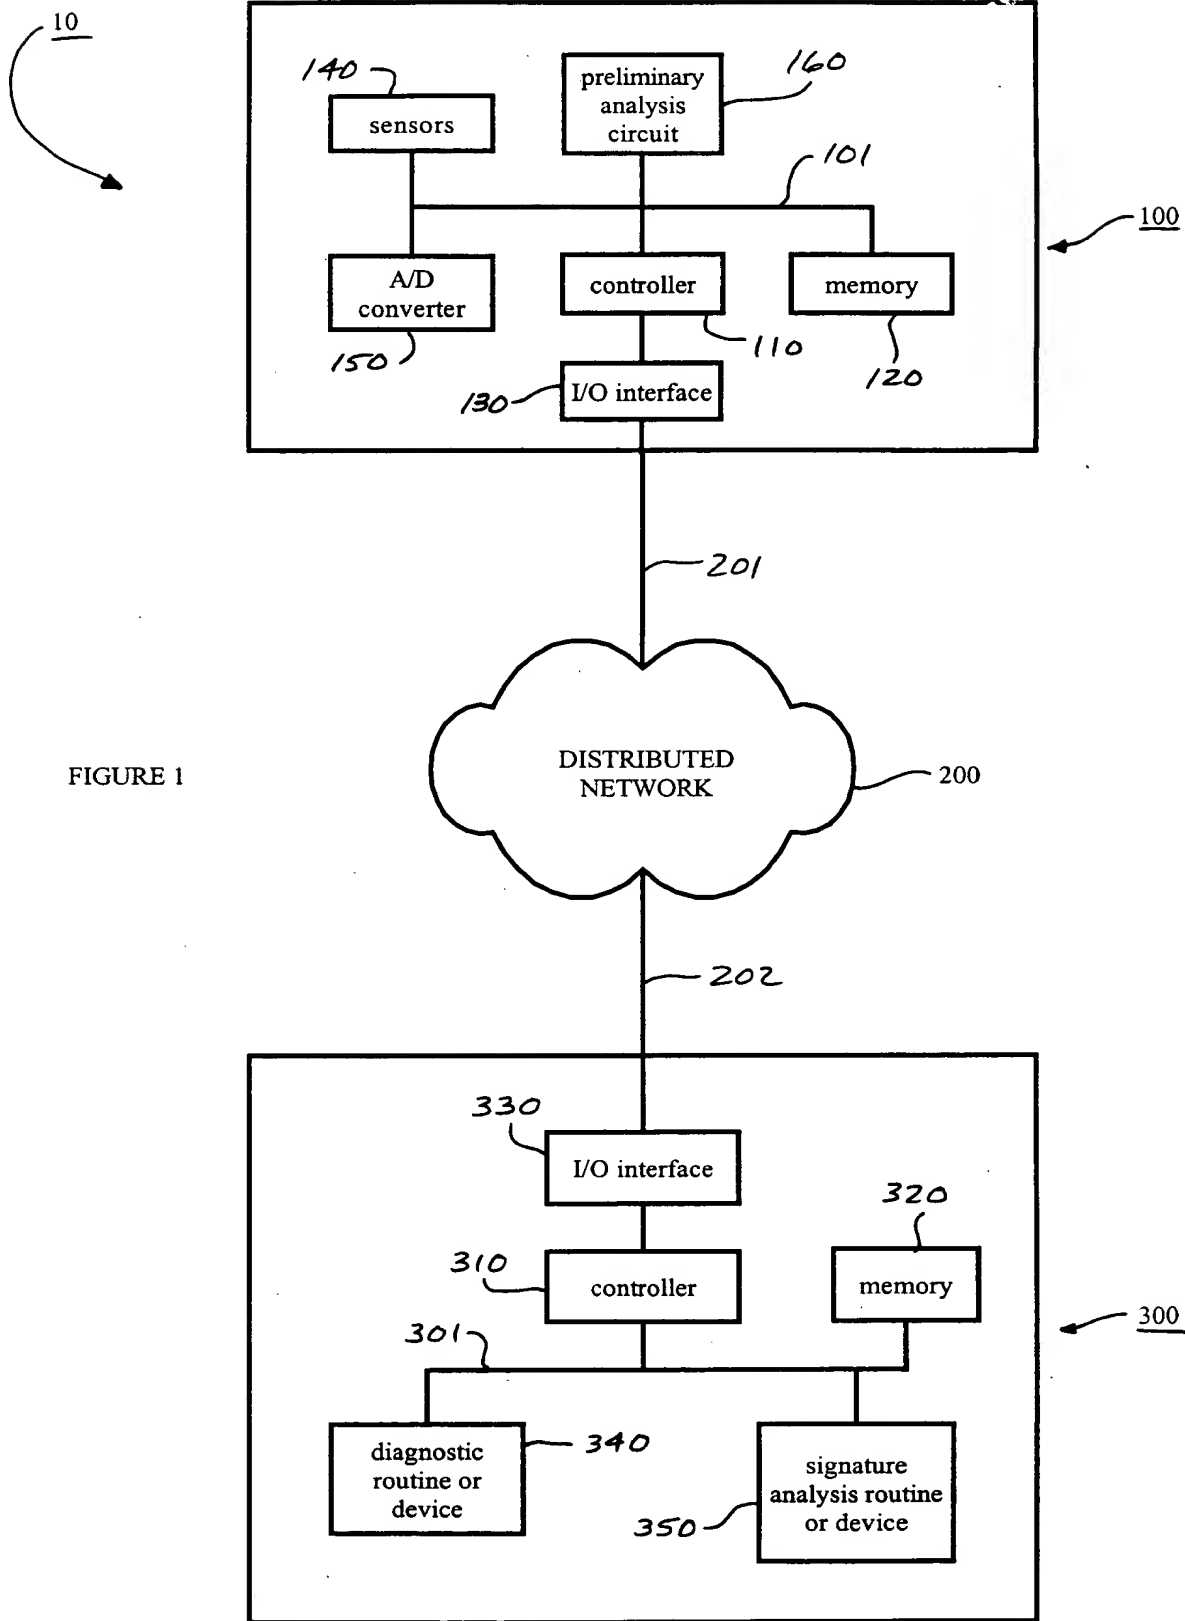 10
140
sensors
preliminary
analysis
circuit
160
101
100
A/D
converter
150
controller
110
memory
120
130
I/O interface
201
FIGURE 1
DISTRIBUTED
NETWORK
200
202
330
I/O interface
320
310
controller
memory
300
301
diagnostic
routine or
device
340
signature
analysis routine
or device
350